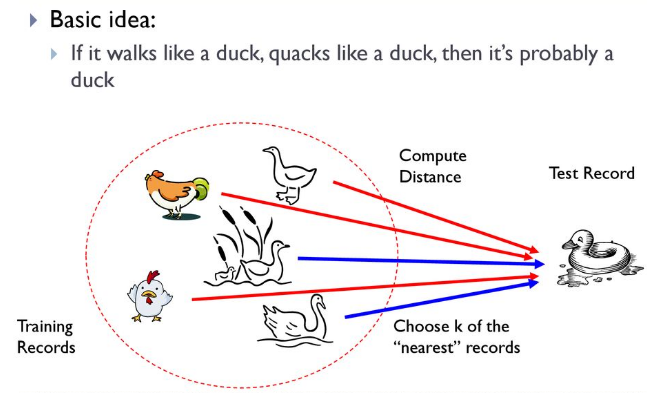 Basic idea:
If it walks like a duck, quacks like a duck, then it's probably a
duck
Compute
Distance
Test Record
Training
Records
Choose k of the
“nearest” records